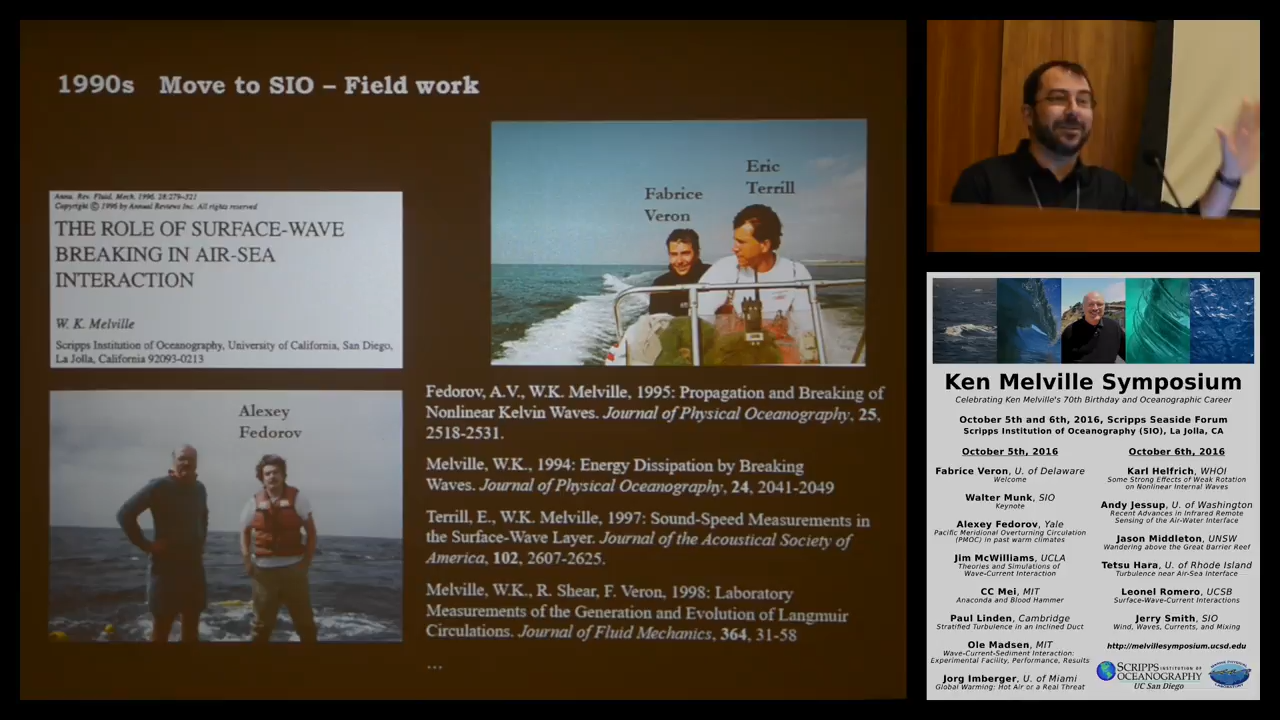 1990s Move to SIO – Field work
Annu. Rev. Fluid. Mech. 1996. 28:279–321
Copyright © 1996 by Annual Reviews Inc. All rights reserved
THE ROLE OF SURFACE-WAVE
BREAKING IN AIR-SEA
INTERACTION
W. K. Melville
Scripps Institution of Oceanography, University of California, San Diego,
La Jolla, California 92093-0213
Fabrice
Veron
Eric
Terrill
Alexey
Fedorov
Fedorov, A.V., W.K. Melville, 1995: Propagation and Breaking of
Nonlinear Kelvin Waves. Journal of Physical Oceanography, 25,
2518-2531.
Melville, W.K., 1994: Energy Dissipation by Breaking
Waves. Journal of Physical Oceanography, 24, 2041-2049
Terrill, E., W.K. Melville, 1997: Sound-Speed Measurements in
the Surface-Wave Layer. Journal of the Acoustical Society of
America, 102, 2607-2625.
Melville, W.K., R. Shear, F. Veron, 1998: Laboratory
Measurements of the Generation and Evolution of Langmuir
Circulations. Journal of Fluid Mechanics, 364, 31-58
...
Ken Melville Symposium
Celebrating Ken Melville's 70th Birthday and Oceanographic Career
October 5th and 6th, 2016, Scripps Seaside Forum
Scripps Institution of Oceanography (SIO), La Jolla, CA
October 5th, 2016
Fabrice Veron, U. of Delaware
Welcome
Walter Munk, SIO
Keynote
Alexey Fedorov, Yale
Pacific Meridional Overturning Circulation
(PMOC) in past warm climates
Jim McWilliams, UCLA
Theories and Simulations of
Wave-Current Interaction
CC Mei, MIT
Anaconda and Blood Hammer
Paul Linden, Cambridge
Stratified Turbulence in an Inclined Duct
Ole Madsen, MIT
Wave-Current-Sediment Interaction:
Experimental Facility, Performance, Results
Jorg Imberger, U. of Miami
Global Warming: Hot Air or a Real Threat
October 6th, 2016
Karl Helfrich, WHOI
Some Strong Effects of Weak Rotation
on Nonlinear Internal Waves
Andy Jessup, U. of Washington
Recent Advances in Infrared Remote
Sensing of the Air-Water Interface
Jason Middleton, UNSW
Wandering above the Great Barrier Reef
Tetsu Hara, U. of Rhode Island
Turbulence near Air-Sea Interface
Leonel Romero, UCSB
Surface-Wave-Current Interactions
Jerry Smith, SIO
Wind, Waves, Currents, and Mixing
http://melvillesymposium.ucsd.edu
SCRIPPS INSTITUTION OF
OCEANOGRAPHY
UC San Diego